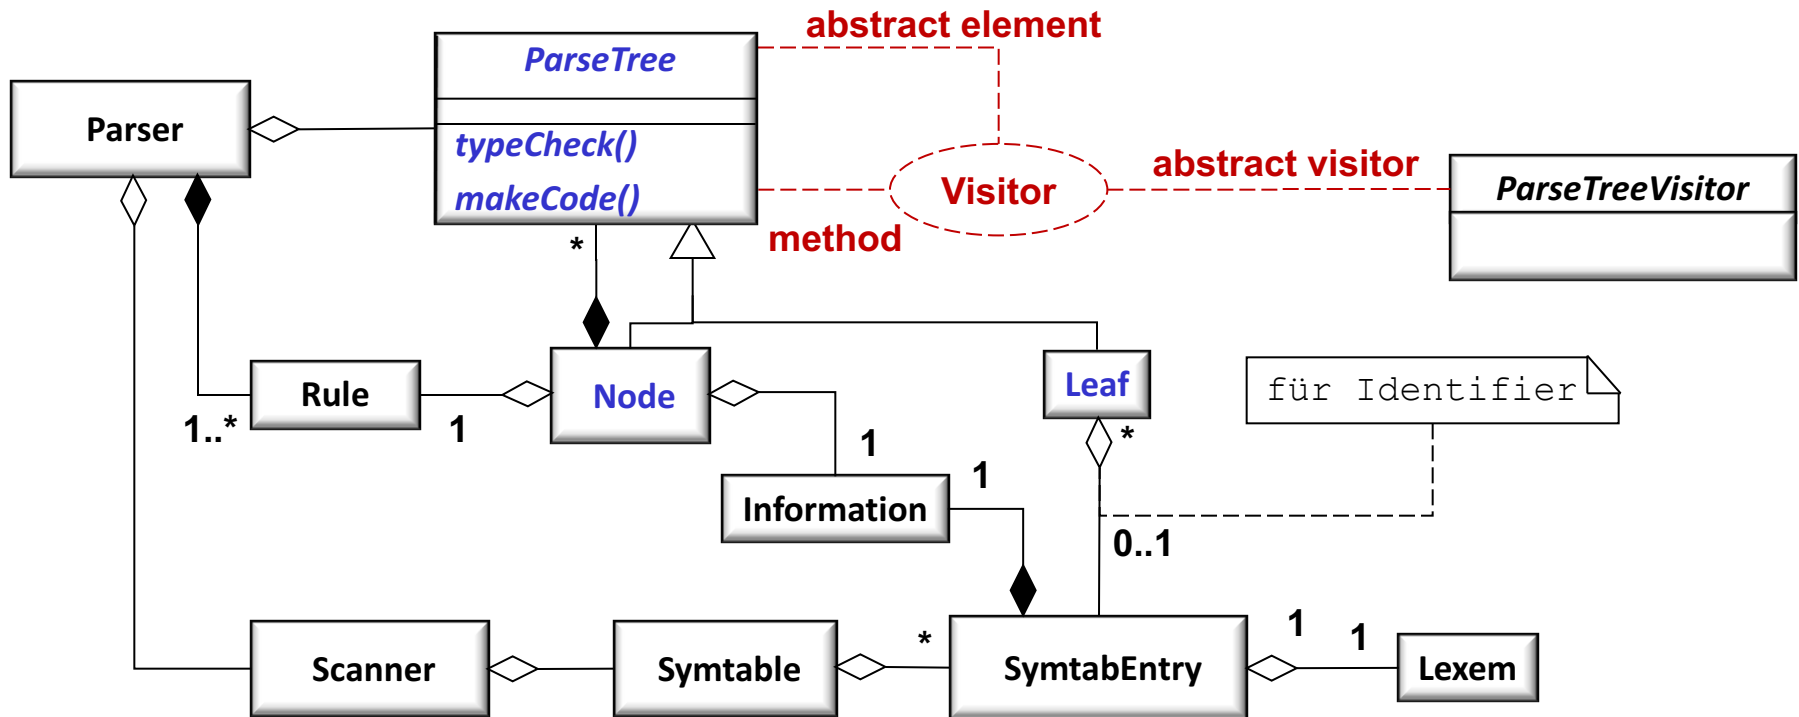 abstract element
ParseTree
Parser
typeCheck()
makeCode()
Visitor
abstract visitor
ParseTreeVisitor
method
*
Rule
1..*
1
Node
Leaf
*
für Identifier
1
1
Information
0..1
Scanner
Symtable
*
SymtabEntry
1
1
Lexem